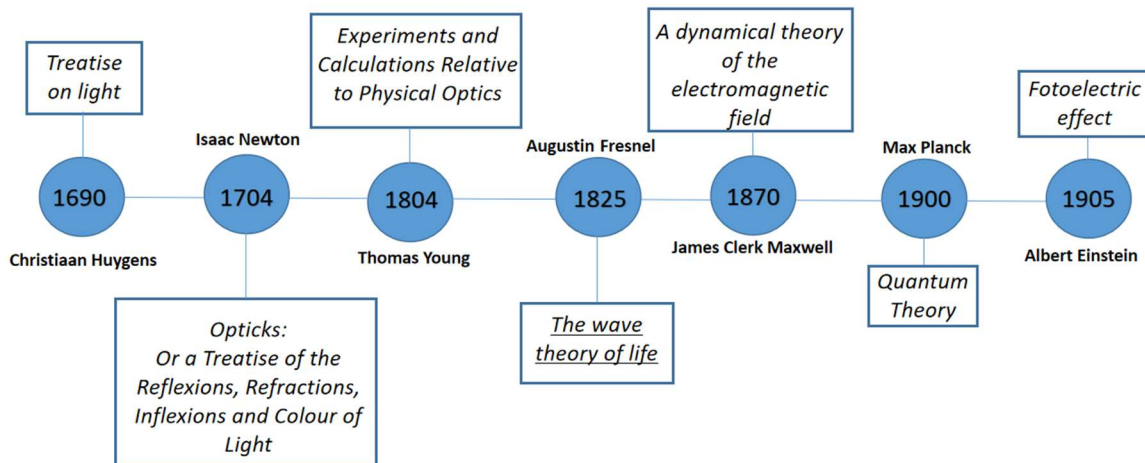 Treatise
on light
1690
Christiaan Huygens
Isaac Newton
1704
Opticks:
Or a Treatise of the
Reflexions, Refractions,
Inflexions and Colour of
Light
Experiments and
Calculations Relative
to Physical Optics
1804
Thomas Young
Augustin Fresnel
1825
The wave
theory of life
A dynamical theory
of the
electromagnetic
field
1870
James Clerk Maxwell
Max Planck
1900
Quantum
Theory
Fotoelectric
effect
1905
Albert Einstein